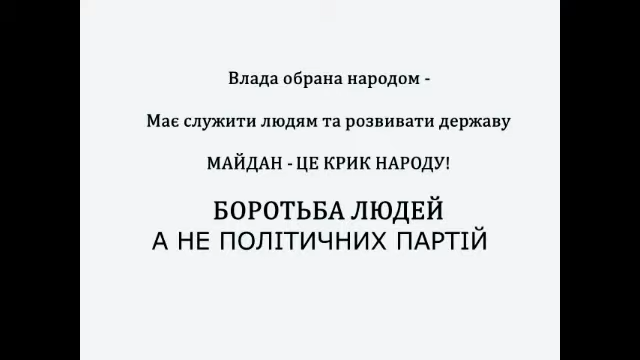 Влада обрана народом -
Має служити людям та розвивати державу
МАЙДАН - ЦЕ КРИК НАРОДУ!
БОРОТЬБА ЛЮДЕЙ
А НЕ ПОЛІТИЧНИХ ПАРТІЙ